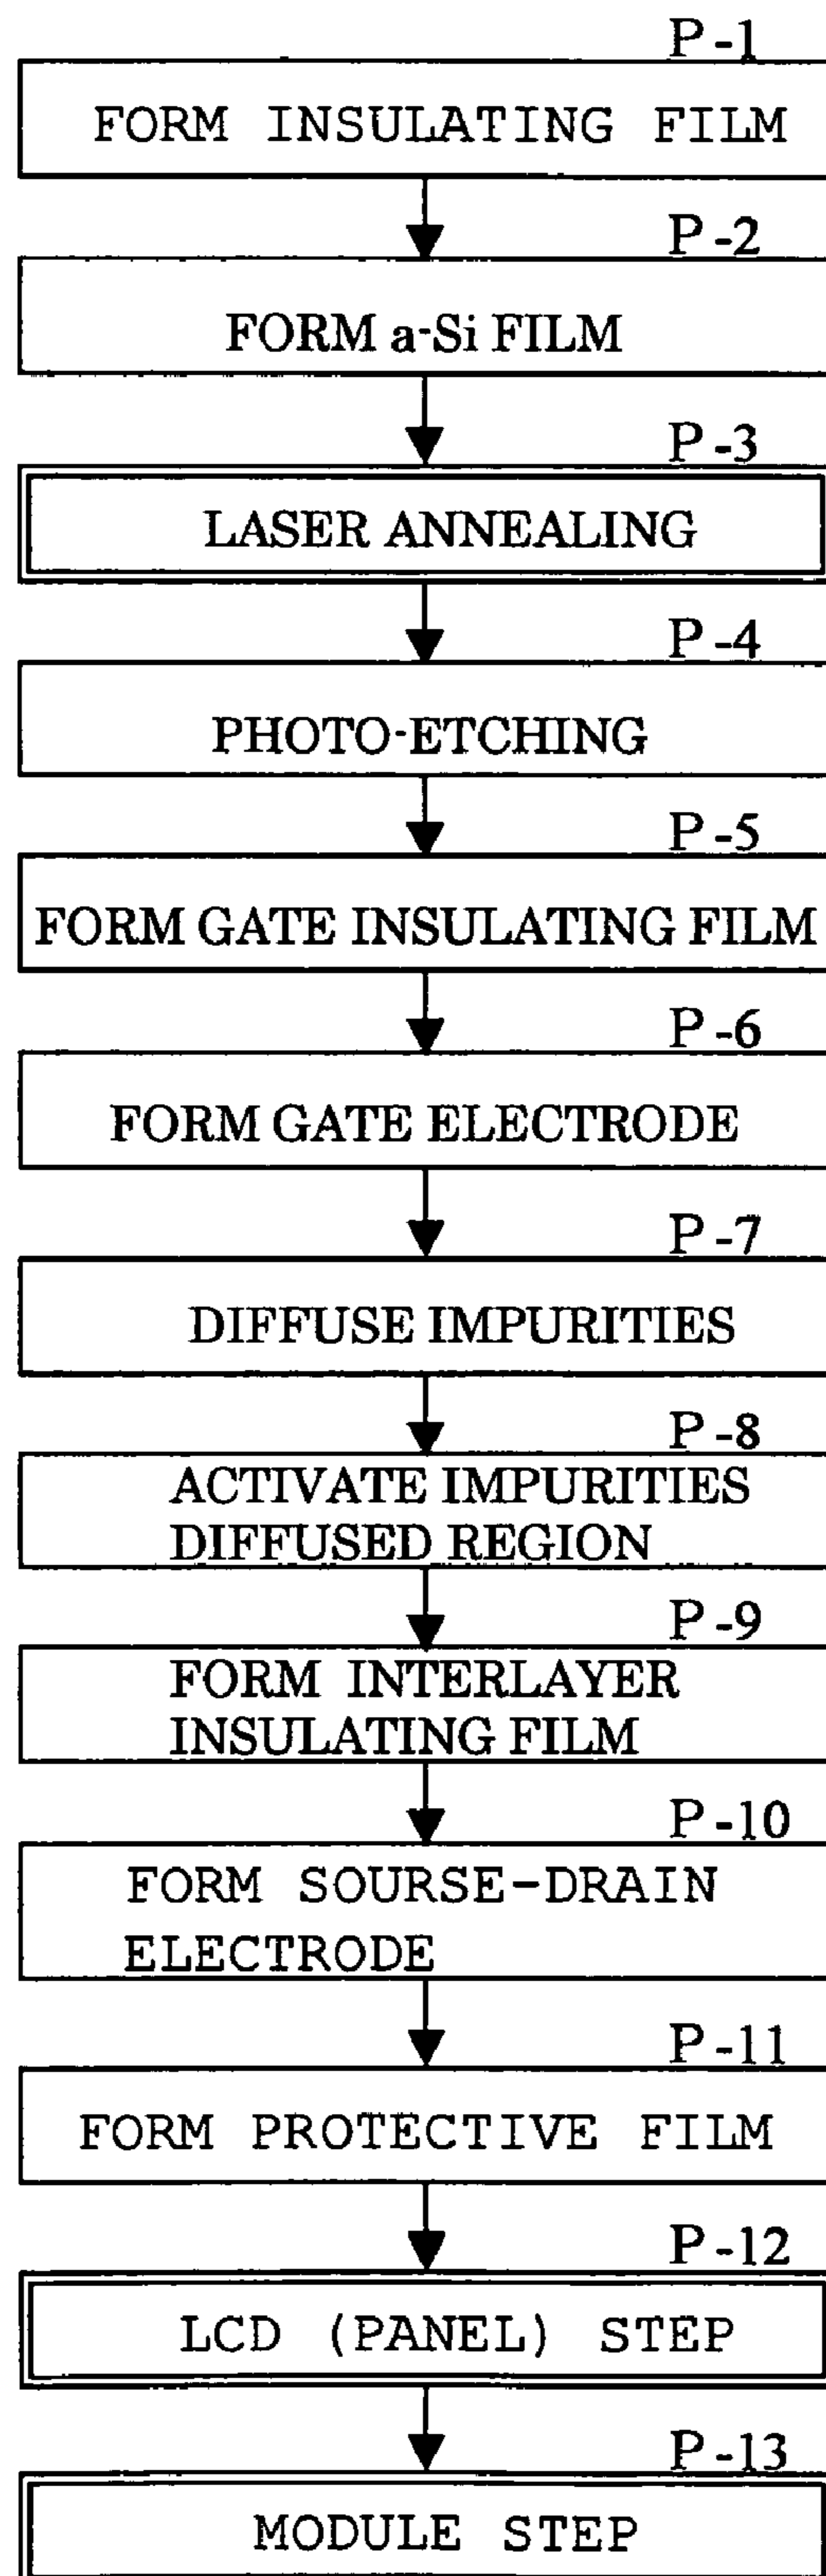 P-1
FORM INSULATING FILM
P-2
FORM a-Si FILM
P-3
LASER ANNEALING
P-4
PHOTO-ETCHING
P-5
FORM GATE INSULATING FILM
P-6
FORM GATE ELECTRODE
P-7
DIFFUSE IMPURITIES
P-8
ACTIVATE IMPURITIES
DIFFUSED REGION
P-9
FORM INTERLAYER
INSULATING FILM
P-10
FORM SOURSE-DRAIN
ELECTRODE
P-11
FORM PROTECTIVE FILM
P-12
LCD (PANEL) STEP
P-13
MODULE STEP